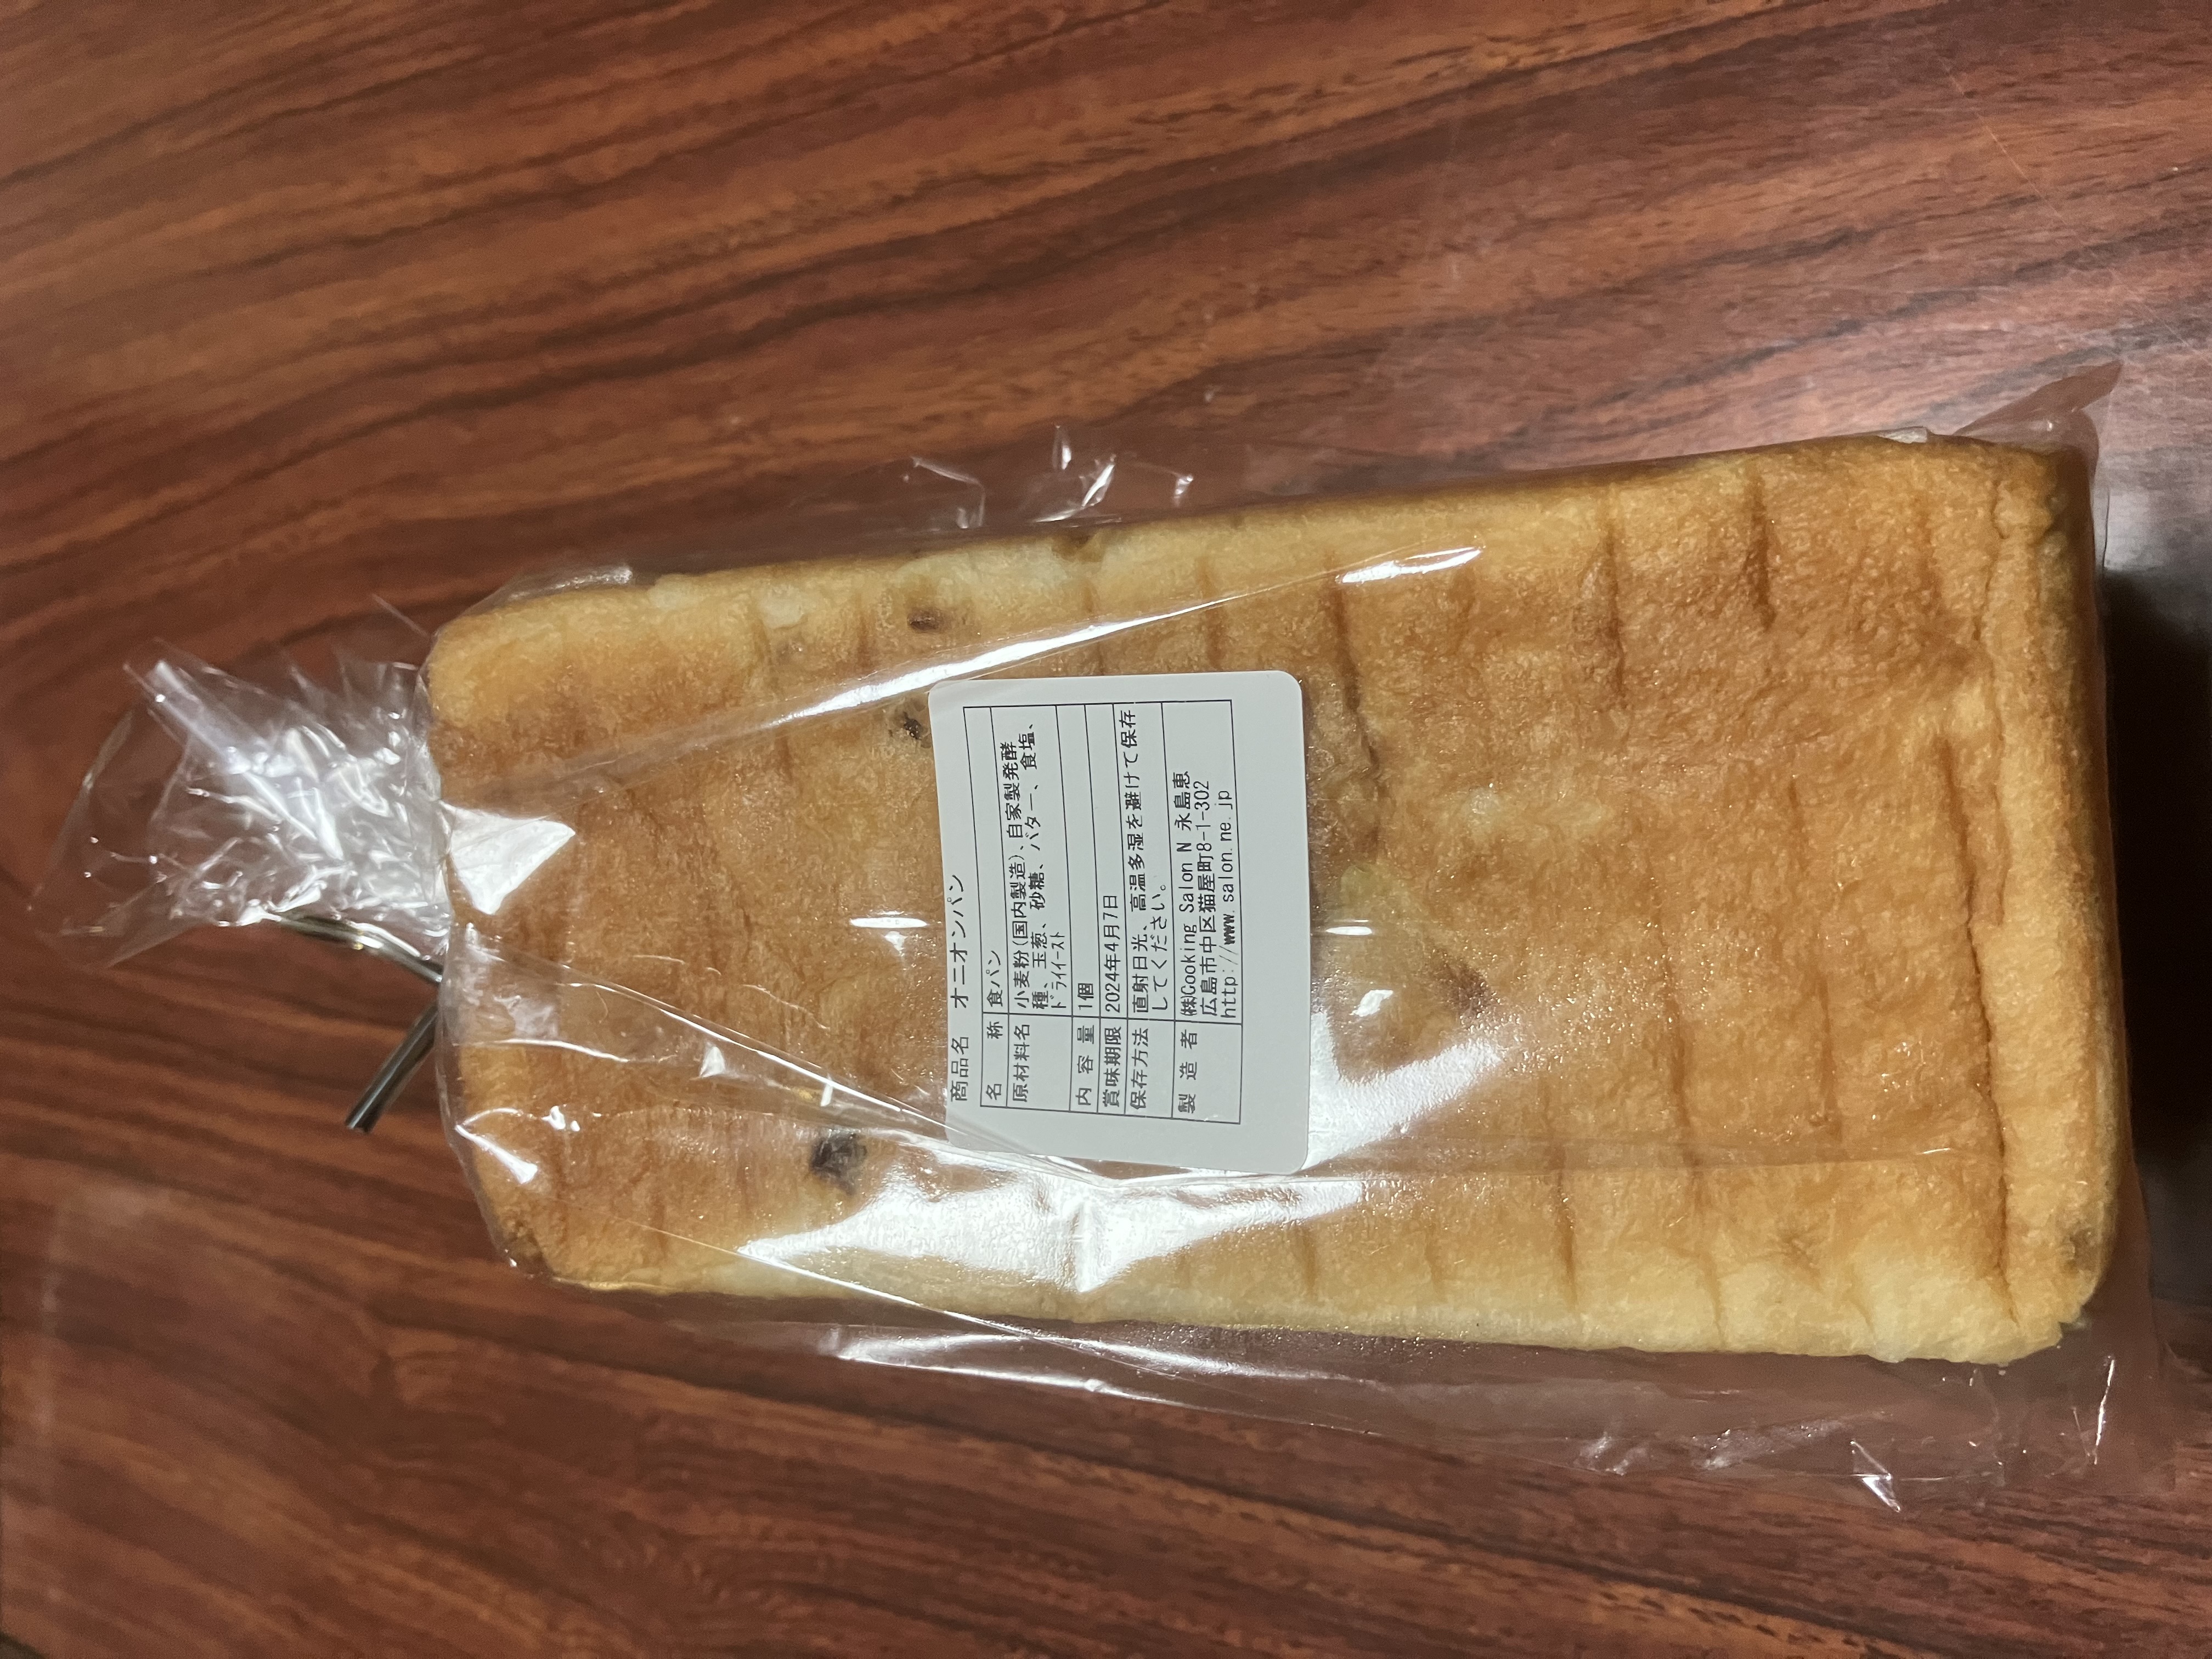 商品名 オニオンパン
名称 食パン
原材料名 小麦粉(国内製造)、自家製発酵
種、玉葱、砂糖、バター、食塩、
ﾄﾞﾗｲｲｰｽﾄ
内容量 1個
賞味期限 2024年4月7日
保存方法 直射日光、高温多湿を避けて保存
してください。
製造者 ㈱Cooking Salon N 永島恵
広島市中区猫屋町8-1-302
http://www.salon.ne.jp